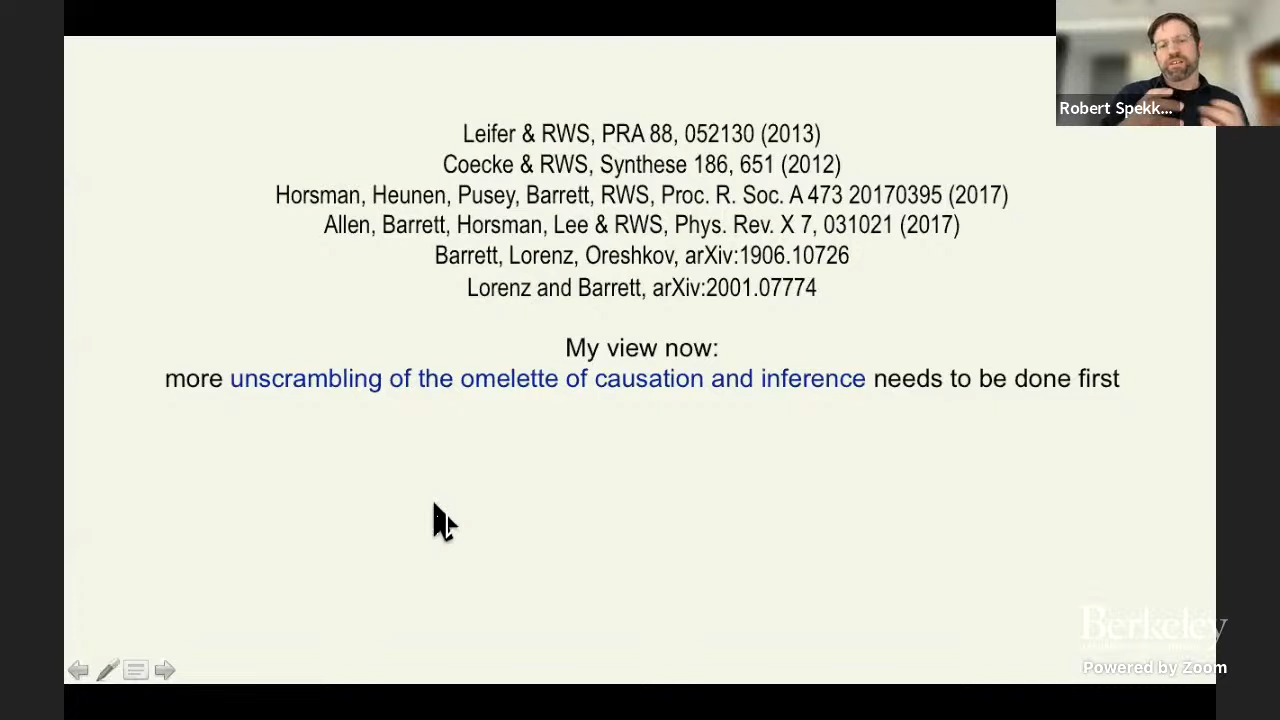 Robert Spekk...
Leifer & RWS, PRA 88, 052130 (2013)
Coecke & RWS, Synthese 186, 651 (2012)
Horsman, Heunen, Pusey, Barrett, RWS, Proc. R. Soc. A 473 20170395 (2017)
Allen, Barrett, Horsman, Lee & RWS, Phys. Rev. X 7, 031021 (2017)
Barrett, Lorenz, Oreshkov, arXiv:1906.10726
Lorenz and Barrett, arXiv:2001.07774
My view now:
more unscrambling of the omelette of causation and inference needs to be done first
Berkeley
Powered by Zoom